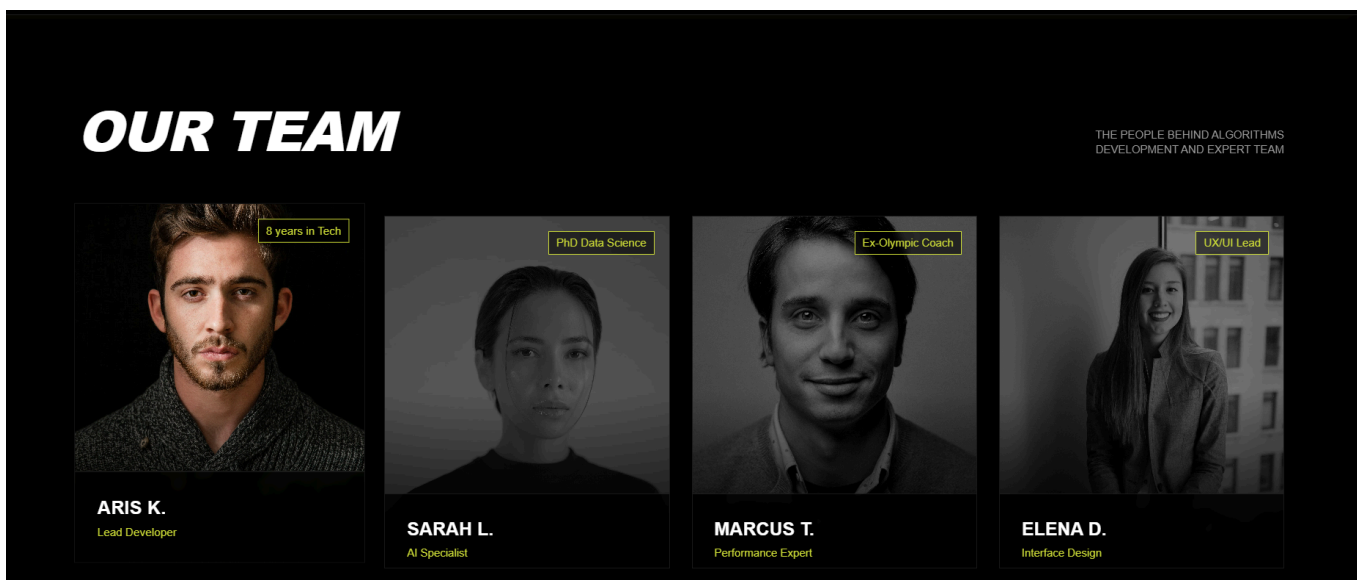 OUR TEAM
THE PEOPLE BEHIND ALGORITHMS
DEVELOPMENT AND EXPERT TEAM
8 years in Tech
ARIS K.
Lead Developer
PhD Data Science
SARAH L.
AI Specialist
Ex-Olympic Coach
MARCUS T.
Performance Expert
UX/UI Lead
ELENA D.
Interface Design